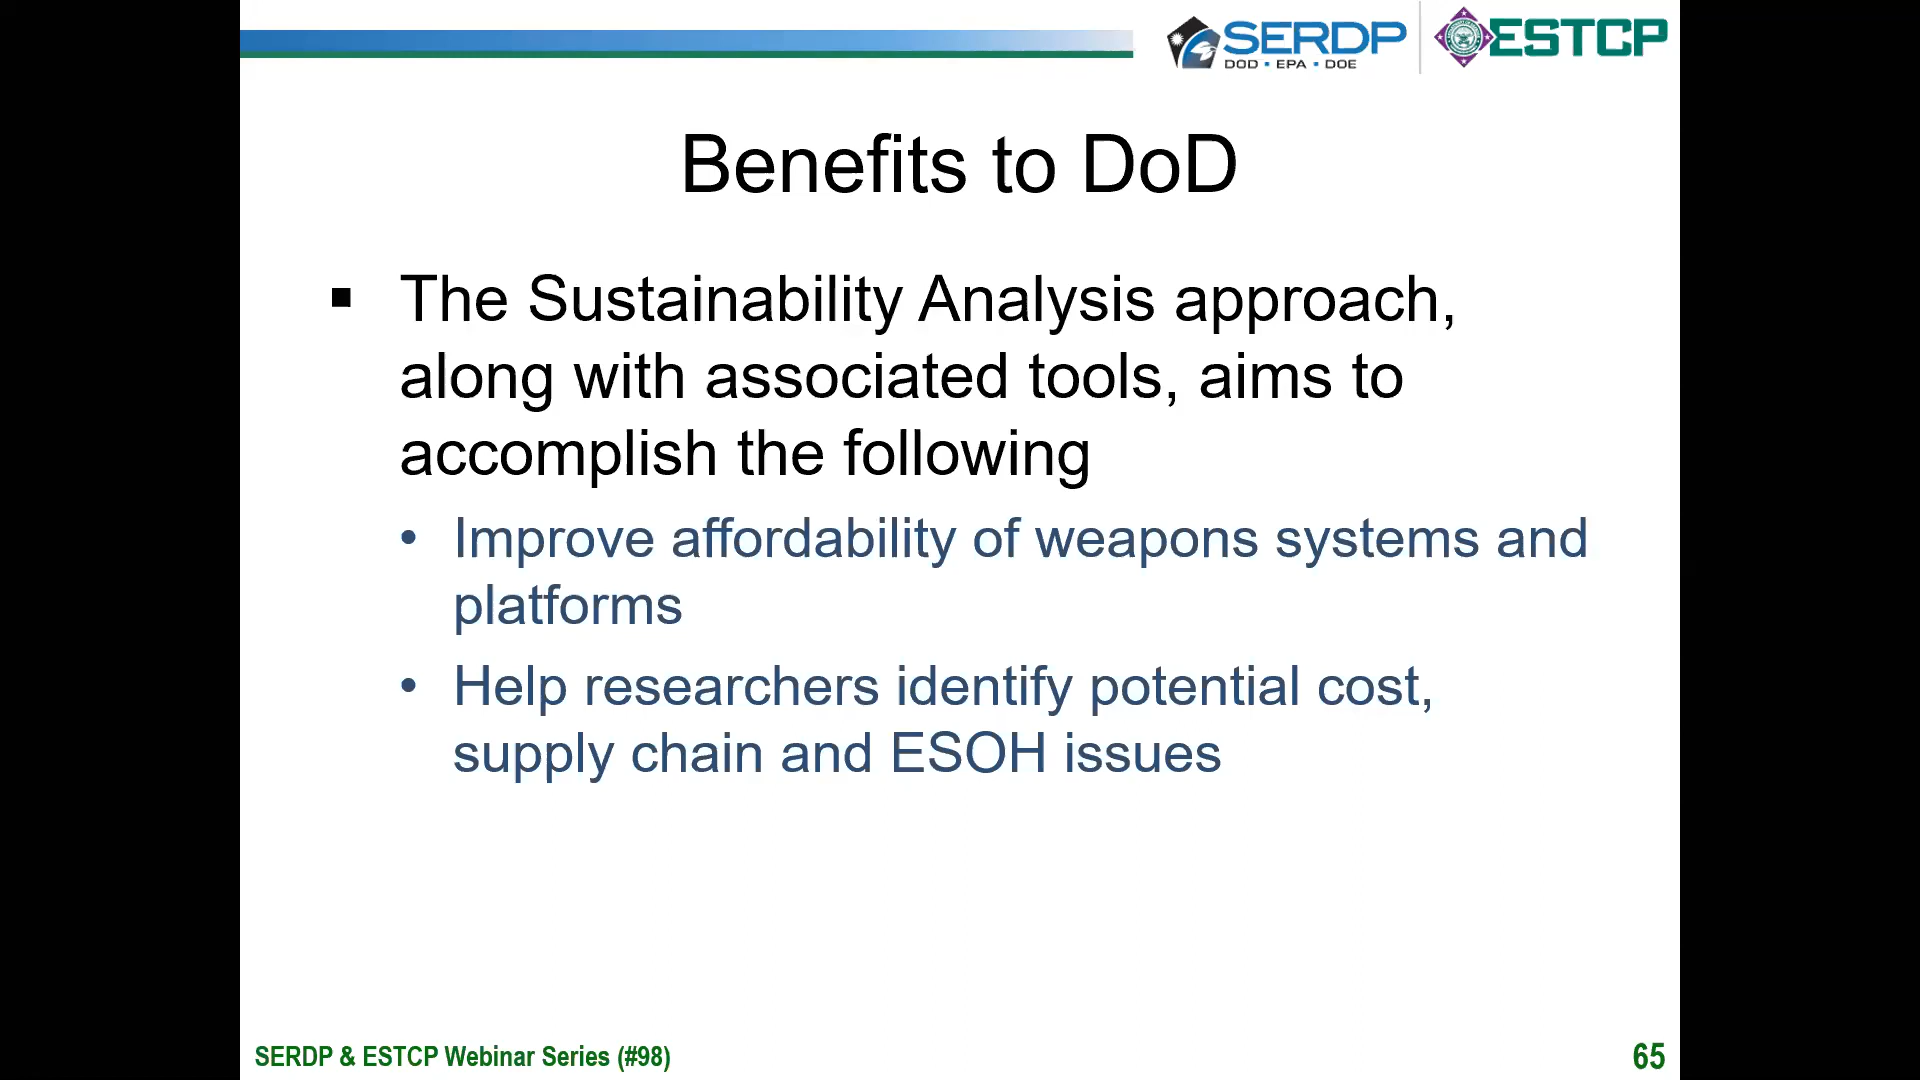 SERDP
DOD • EPA • DOE
ESTCP
Benefits to DoD
▪ The Sustainability Analysis approach,
along with associated tools, aims to
accomplish the following
• Improve affordability of weapons systems and
platforms
• Help researchers identify potential cost,
supply chain and ESOH issues
SERDP & ESTCP Webinar Series (#98)
65